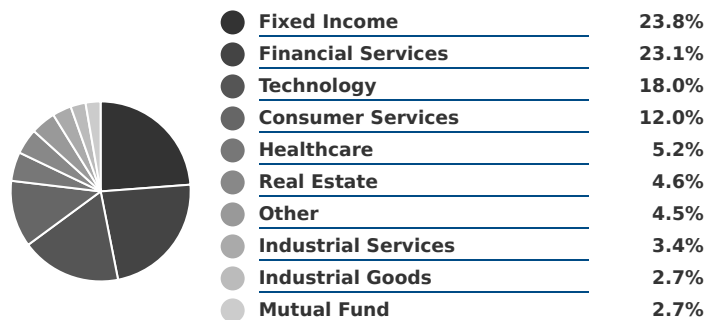 Fixed Income 23.8%
Financial Services 23.1%
Technology 18.0%
Consumer Services 12.0%
Healthcare 5.2%
Real Estate 4.6%
Other 4.5%
Industrial Services 3.4%
Industrial Goods 2.7%
Mutual Fund 2.7%